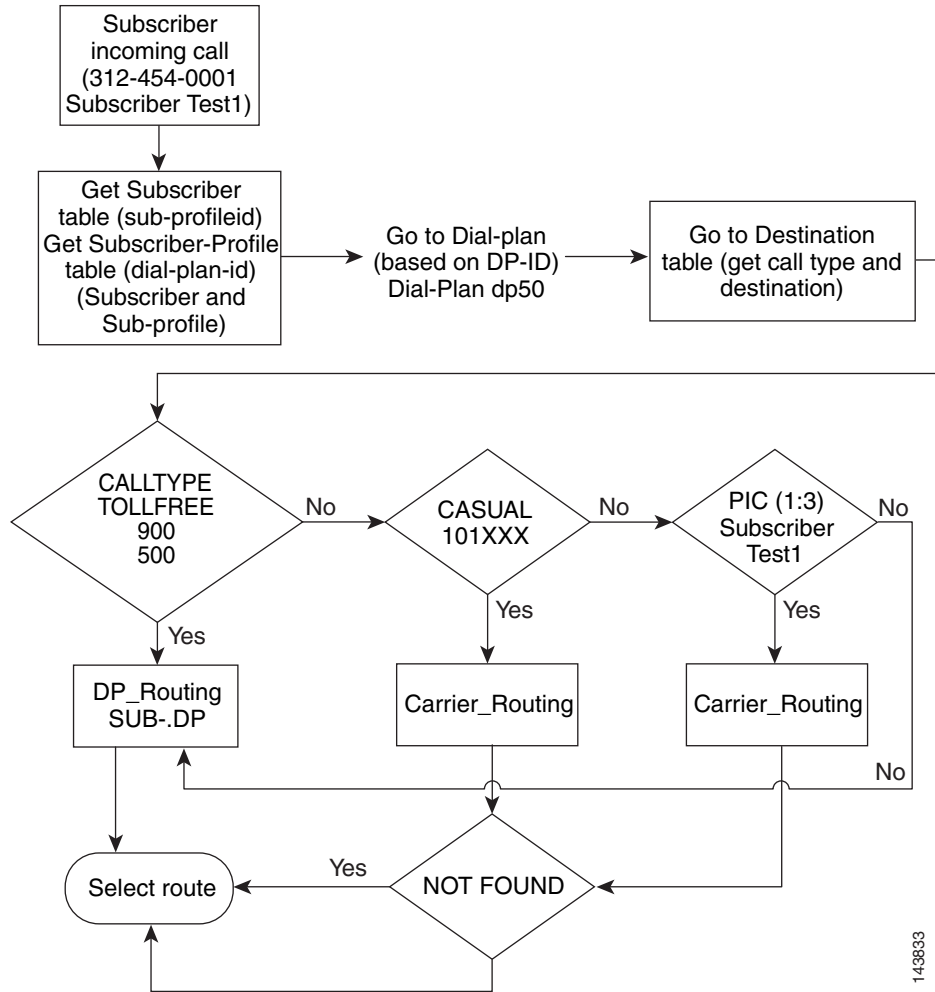 Subscriber
incoming call
(312-454-0001
Subscriber Test1)
Get Subscriber
table (sub-profileid)
Get Subscriber-Profile
table (dial-plan-id)
(Subscriber and
Sub-profile)
Go to Dial-plan
(based on DP-ID)
Dial-Plan dp50
Go to Destination
table (get call type and
destination)
CALLTYPE
TOLLFREE
900
500
No
CASUAL
101XXX
No
PIC (1:3)
Subscriber
Test1
No
Yes
Yes
Yes
DP_Routing
SUB-.DP
Carrier_Routing
Carrier_Routing
No
Select route
Yes
NOT FOUND
143833